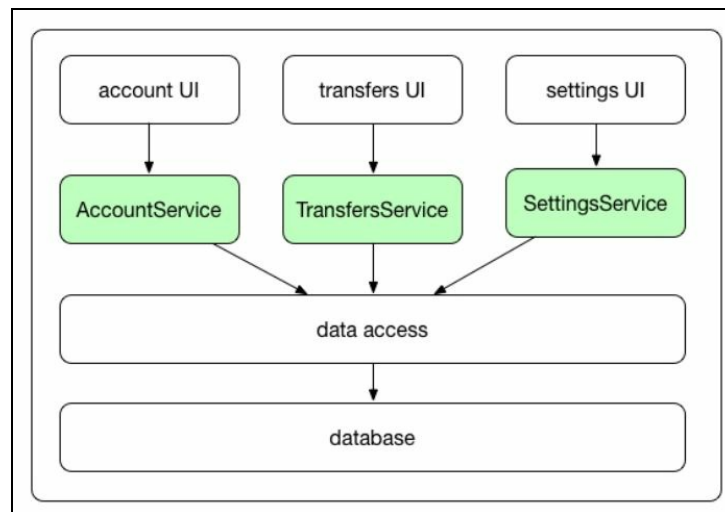 account UI
transfers UI
settings UI
AccountService
TransfersService
SettingsService
data access
database